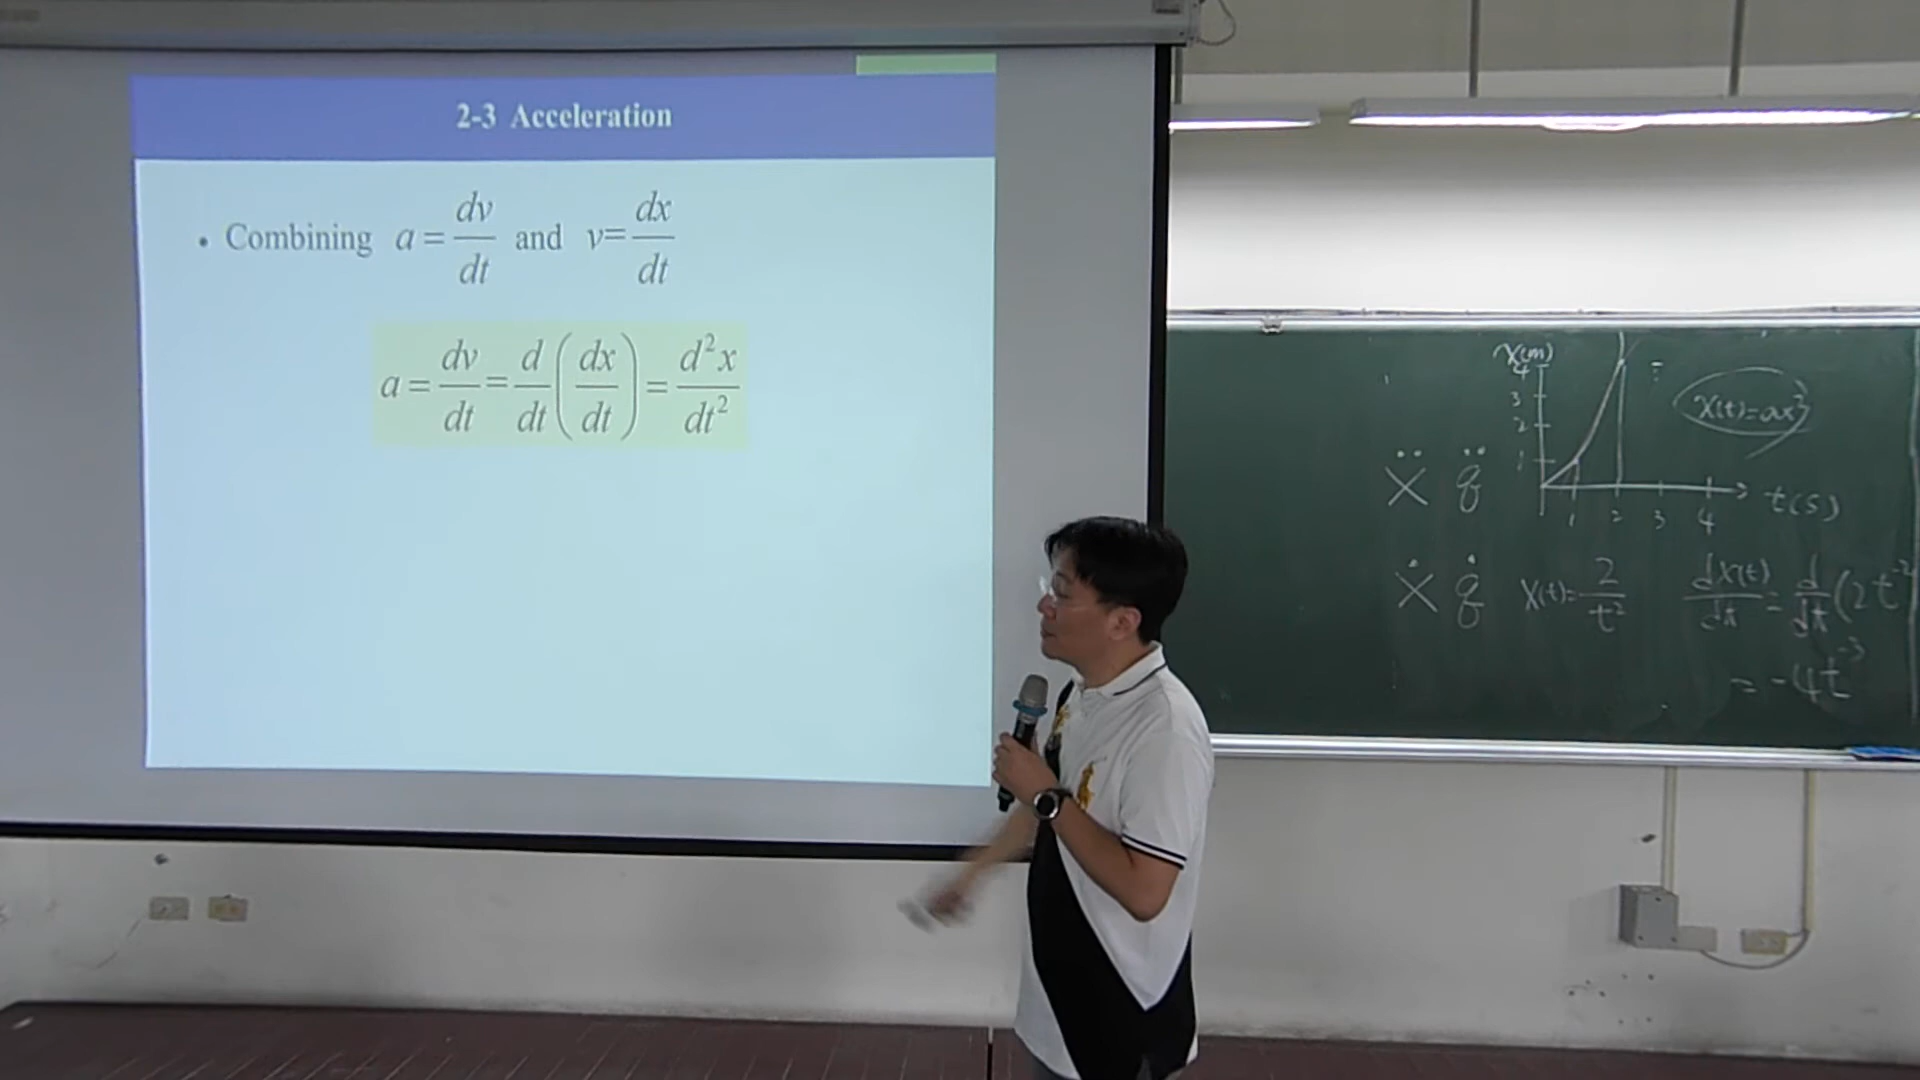 2-3 Acceleration
• Combining a = dv/dt and v= dx/dt
a = dv/dt = d/dt (dx/dt) = d²x/dt²
x(m)
4
3
2
1
1 2 3 4 t(s)
ẍ q̈
ẋ q̇
x(t)= 2/t² dx(t)/dt = d/dt (2t⁻²
= -4t⁻³